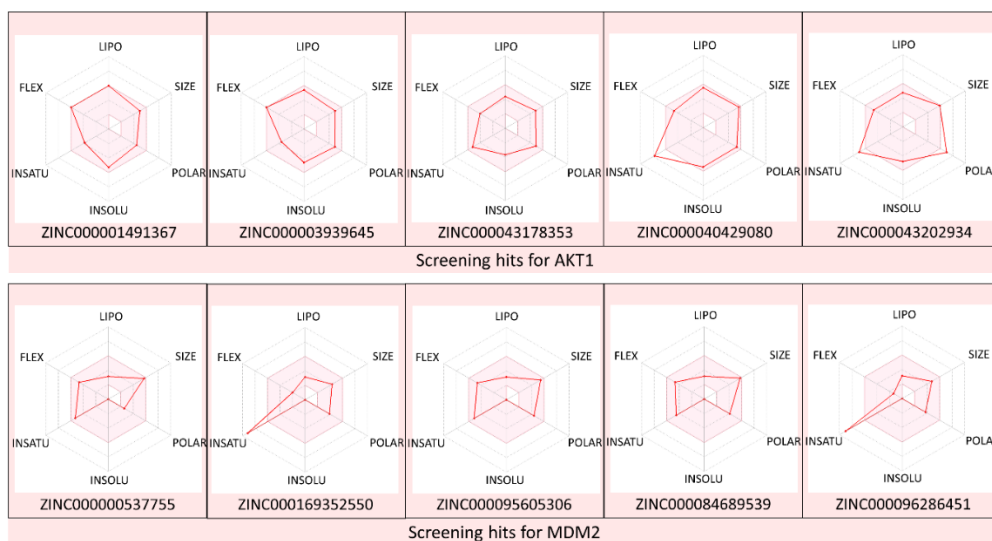 LIPO
FLEX SIZE
INSATU POLAR
INSOLU
ZINC000001491367
LIPO
FLEX SIZE
INSATU POLAR
INSOLU
ZINC000003939645
LIPO
FLEX SIZE
INSATU POLAR
INSOLU
ZINC000043178353
LIPO
FLEX SIZE
INSATU POLAR
INSOLU
ZINC000040429080
LIPO
FLEX SIZE
INSATU POLAR
INSOLU
ZINC000043202934
Screening hits for AKT1
LIPO
FLEX SIZE
INSATU POLAR
INSOLU
ZINC000000537755
LIPO
FLEX SIZE
INSATU POLAR
INSOLU
ZINC000169352550
LIPO
FLEX SIZE
INSATU POLAR
INSOLU
ZINC000095605306
LIPO
FLEX SIZE
INSATU POLAR
INSOLU
ZINC000084689539
LIPO
FLEX SIZE
INSATU POLAR
INSOLU
ZINC000096286451
Screening hits for MDM2